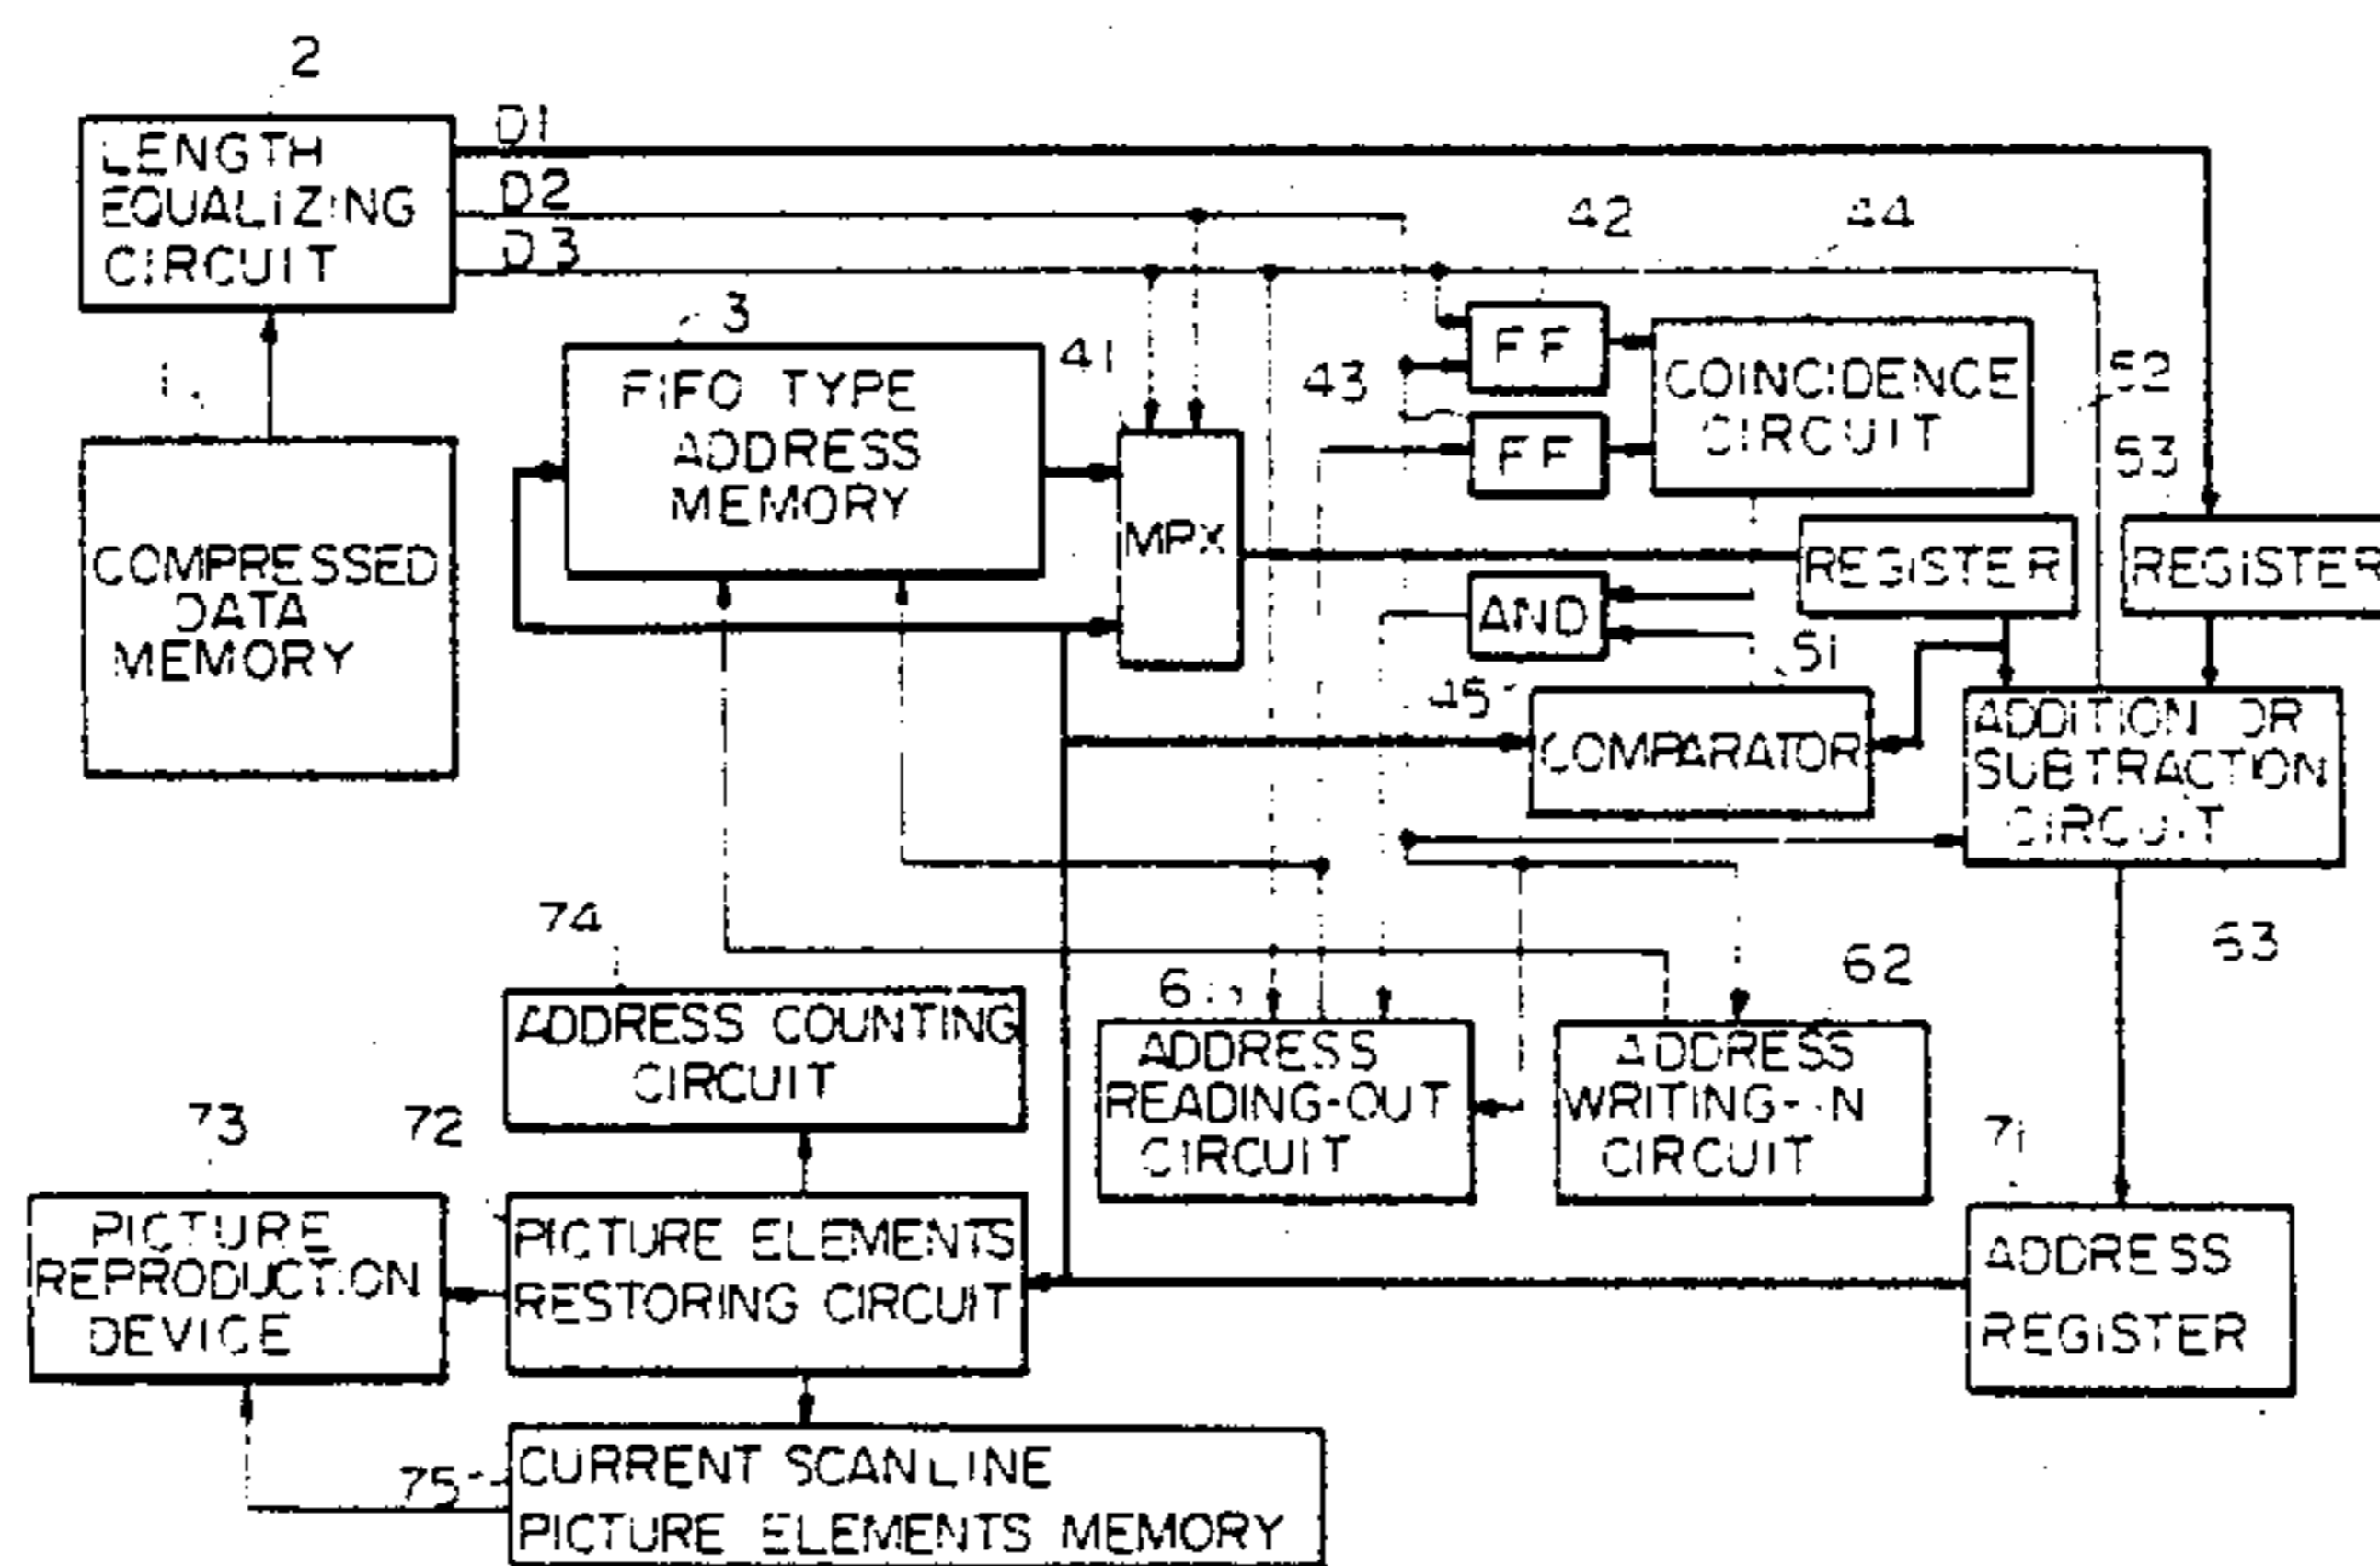 2
D1
LENGTH
EQUALIZING
CIRCUIT
D2
D3
42
44
3
41
43
FF
FF
COINCIDENCE
CIRCUIT
52
53
1
FIFO TYPE
ADDRESS
MEMORY
MPX
COMPRESSED
DATA
MEMORY
REGISTER
REGISTER
AND
45
51
COMPARATOR
ADDITION OR
SUBTRACTION
CIRCUIT
63
74
ADDRESS COUNTING
CIRCUIT
62
ADDRESS
READING-OUT
CIRCUIT
ADDRESS
WRITING-IN
CIRCUIT
71
73
72
PICTURE
REPRODUCTION
DEVICE
PICTURE ELEMENTS
RESTORING CIRCUIT
ADDRESS
REGISTER
75
CURRENT SCANLINE
PICTURE ELEMENTS MEMORY